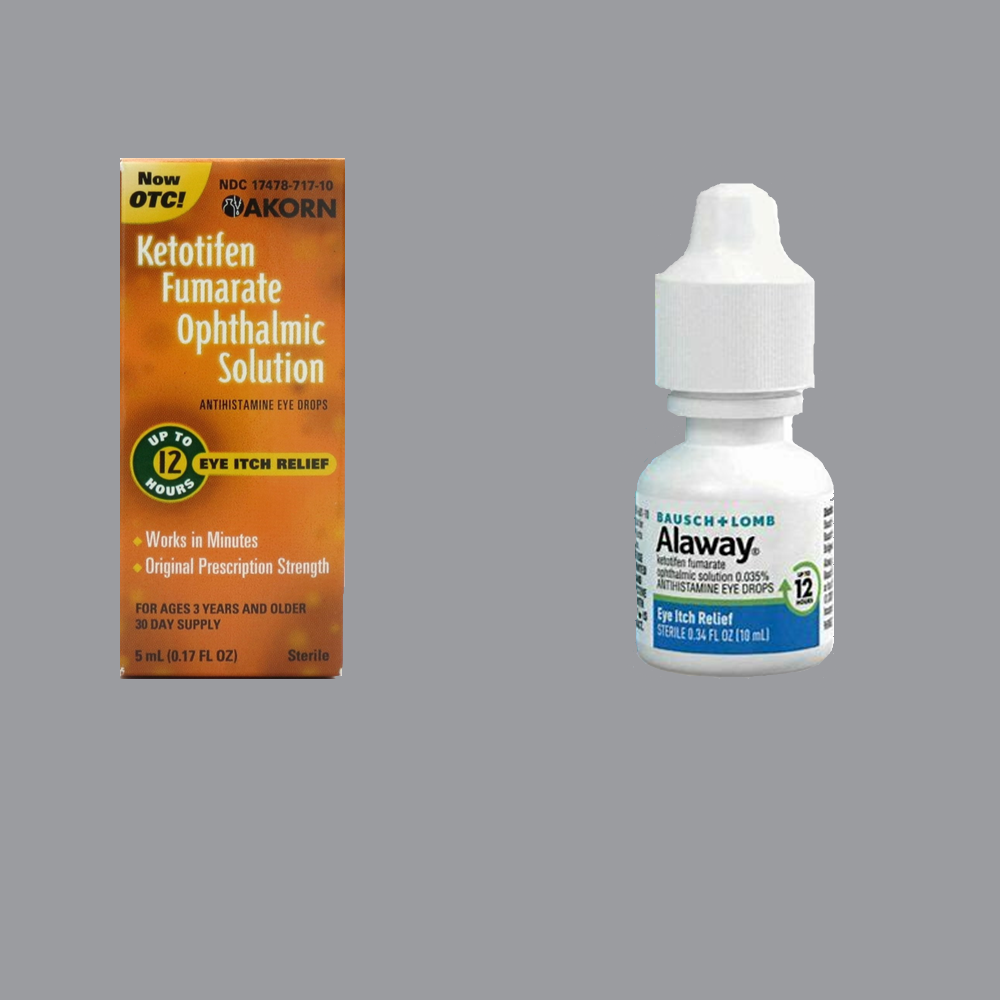 Now
OTC!
NDC 17478-717-10
AKORN
Ketotifen
Fumarate
Ophthalmic
Solution
ANTIHISTAMINE EYE DROPS
UP TO
12
HOURS
EYE ITCH RELIEF
Works in Minutes
Original Prescription Strength
FOR AGES 3 YEARS AND OLDER
30 DAY SUPPLY
5 mL (0.17 FL OZ)
Sterile
BAUSCH+LOMB
Alaway®
ketotifen fumarate
ophthalmic solution 0.035%
ANTIHISTAMINE EYE DROPS
UP TO
12
HOURS
Eye Itch Relief
STERILE 0.34 FL OZ (10 mL)